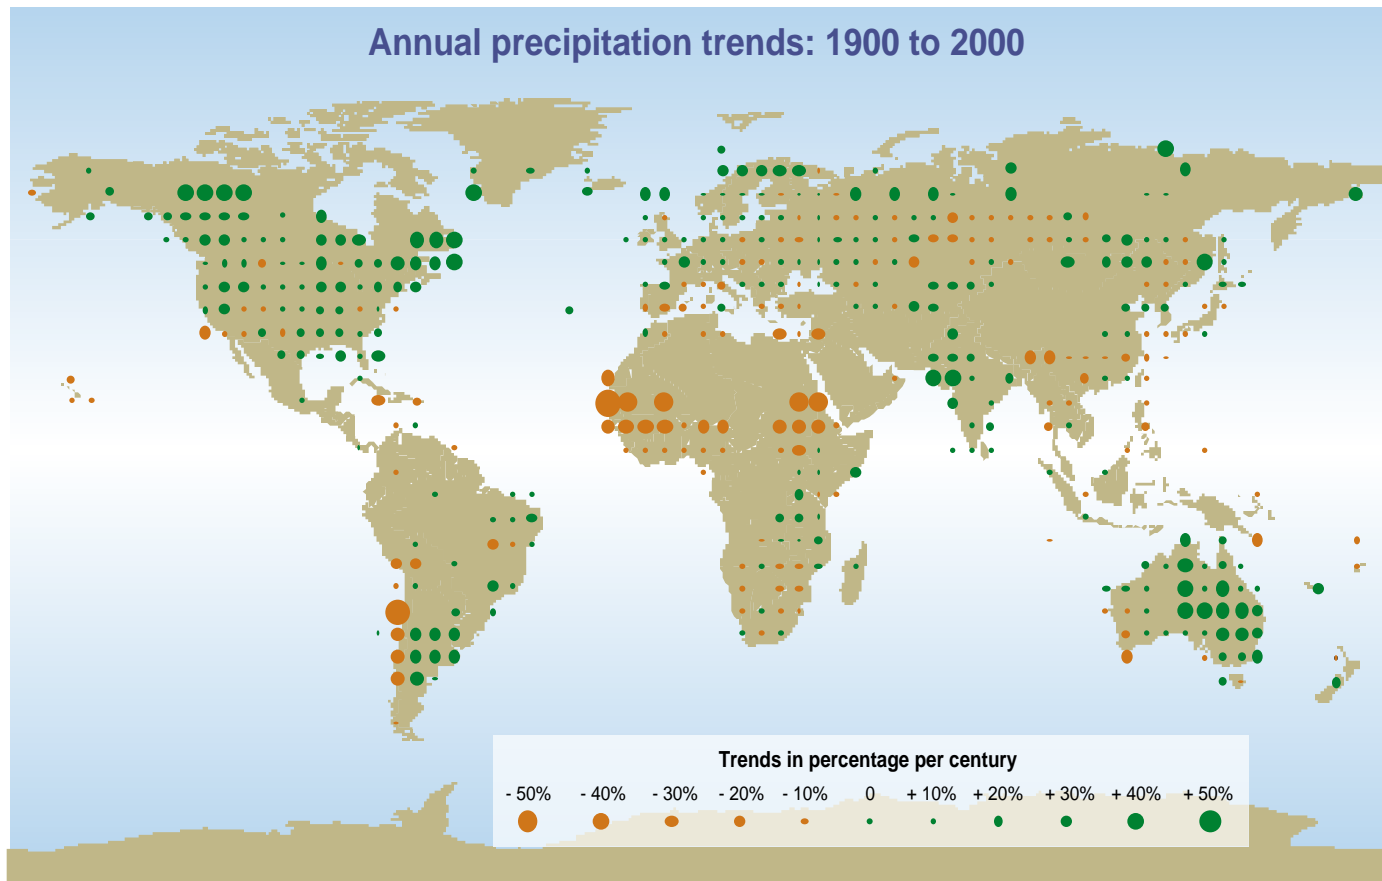 Annual precipitation trends: 1900 to 2000
Trends in percentage per century
- 50% - 40% - 30% - 20% - 10% 0 + 10% + 20% + 30% + 40% + 50%